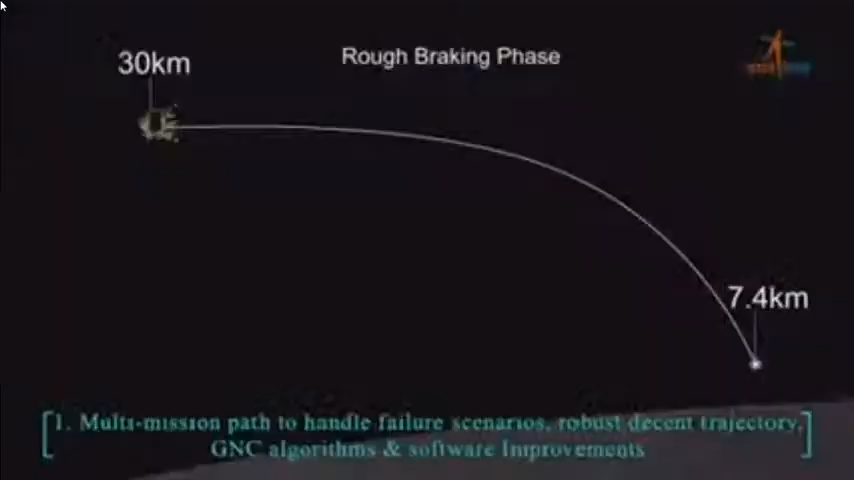 30km
Rough Braking Phase
7.4km
1. Multi-mission path to handle failure scenarios, robust decent trajectory,
GNC algorithms & software Improvements